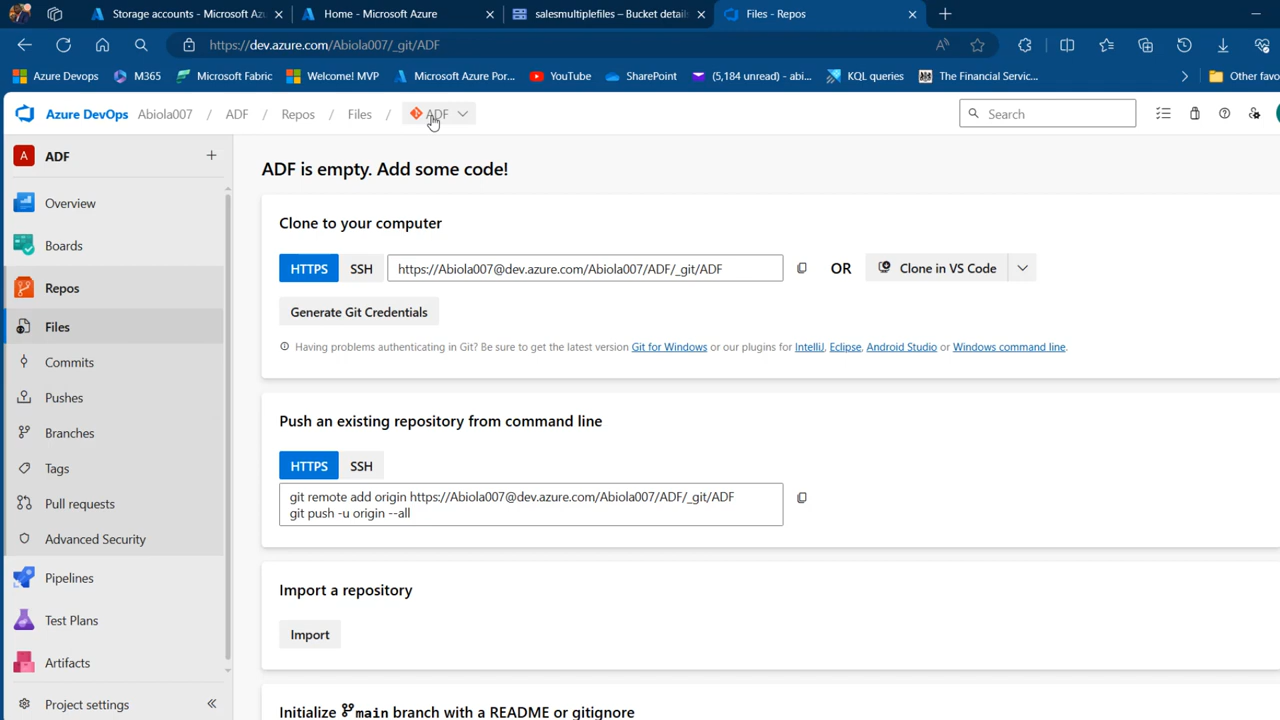 Storage accounts - Microsoft Azu
Home - Microsoft Azure
salesmultiplefiles – Bucket details
Files - Repos
https://dev.azure.com/Abiola007/_git/ADF
Azure Devops
M365
Microsoft Fabric
Welcome! MVP
Microsoft Azure Por...
YouTube
SharePoint
(5,184 unread) - abi...
KQL queries
The Financial Servic...
Other favo
Azure DevOps
Abiola007 / ADF / Repos / Files / ADF
Search
A ADF
Overview
Boards
Repos
Files
Commits
Pushes
Branches
Tags
Pull requests
Advanced Security
Pipelines
Test Plans
Artifacts
Project settings
ADF is empty. Add some code!
Clone to your computer
HTTPS SSH https://Abiola007@dev.azure.com/Abiola007/ADF/_git/ADF OR Clone in VS Code
Generate Git Credentials
Having problems authenticating in Git? Be sure to get the latest version Git for Windows or our plugins for IntelliJ, Eclipse, Android Studio or Windows command line.
Push an existing repository from command line
HTTPS SSH
git remote add origin https://Abiola007@dev.azure.com/Abiola007/ADF/_git/ADF
git push -u origin --all
Import a repository
Import
Initialize main branch with a README or gitignore